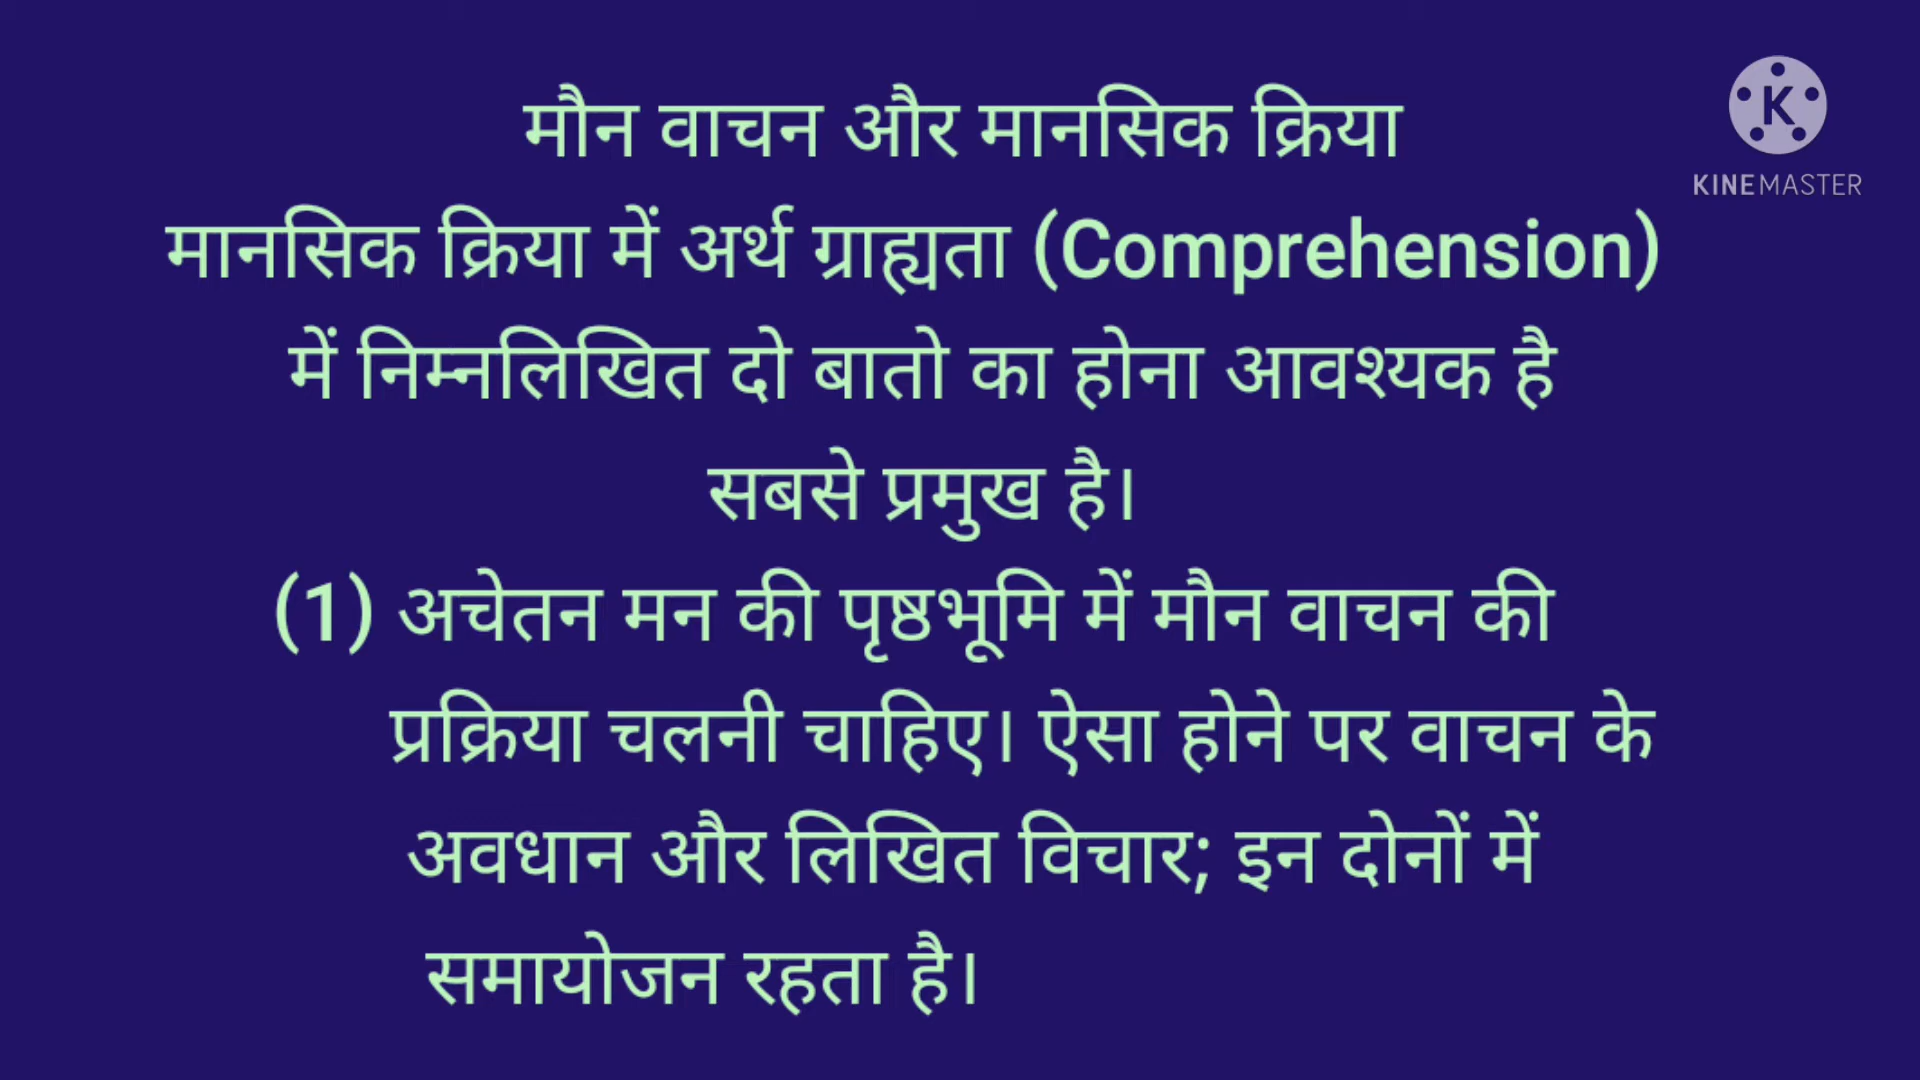 मौन वाचन और मानसिक क्रिया
K
KINEMASTER
मानसिक क्रिया में अर्थ ग्राह्यता (Comprehension)
में निम्नलिखित दो बातो का होना आवश्यक है
सबसे प्रमुख है।
(1) अचेतन मन की पृष्ठभूमि में मौन वाचन की
प्रक्रिया चलनी चाहिए। ऐसा होने पर वाचन के
अवधान और लिखित विचार; इन दोनों में
समायोजन रहता है।